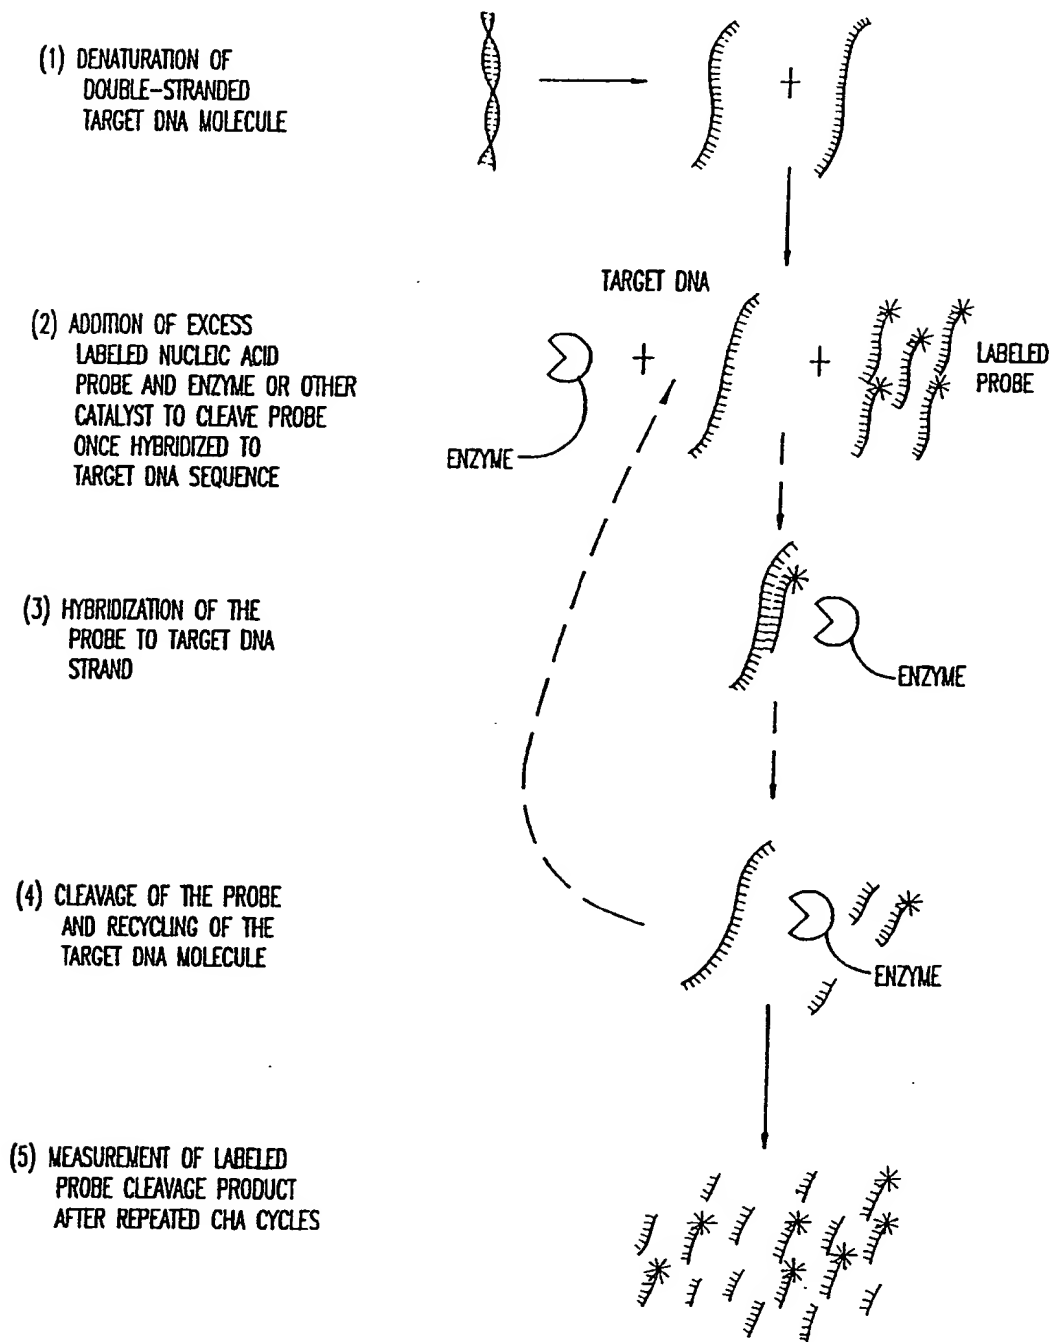 (1) DENATURATION OF
DOUBLE-STRANDED
TARGET DNA MOLECULE
TARGET DNA
(2) ADDITION OF EXCESS
LABELED NUCLEIC ACID
PROBE AND ENZYME OR OTHER
CATALYST TO CLEAVE PROBE
ONCE HYBRIDIZED TO
TARGET DNA SEQUENCE
ENZYME
LABELED
PROBE
(3) HYBRIDIZATION OF THE
PROBE TO TARGET DNA
STRAND
ENZYME
(4) CLEAVAGE OF THE PROBE
AND RECYCLING OF THE
TARGET DNA MOLECULE
ENZYME
(5) MEASUREMENT OF LABELED
PROBE CLEAVAGE PRODUCT
AFTER REPEATED CHA CYCLES